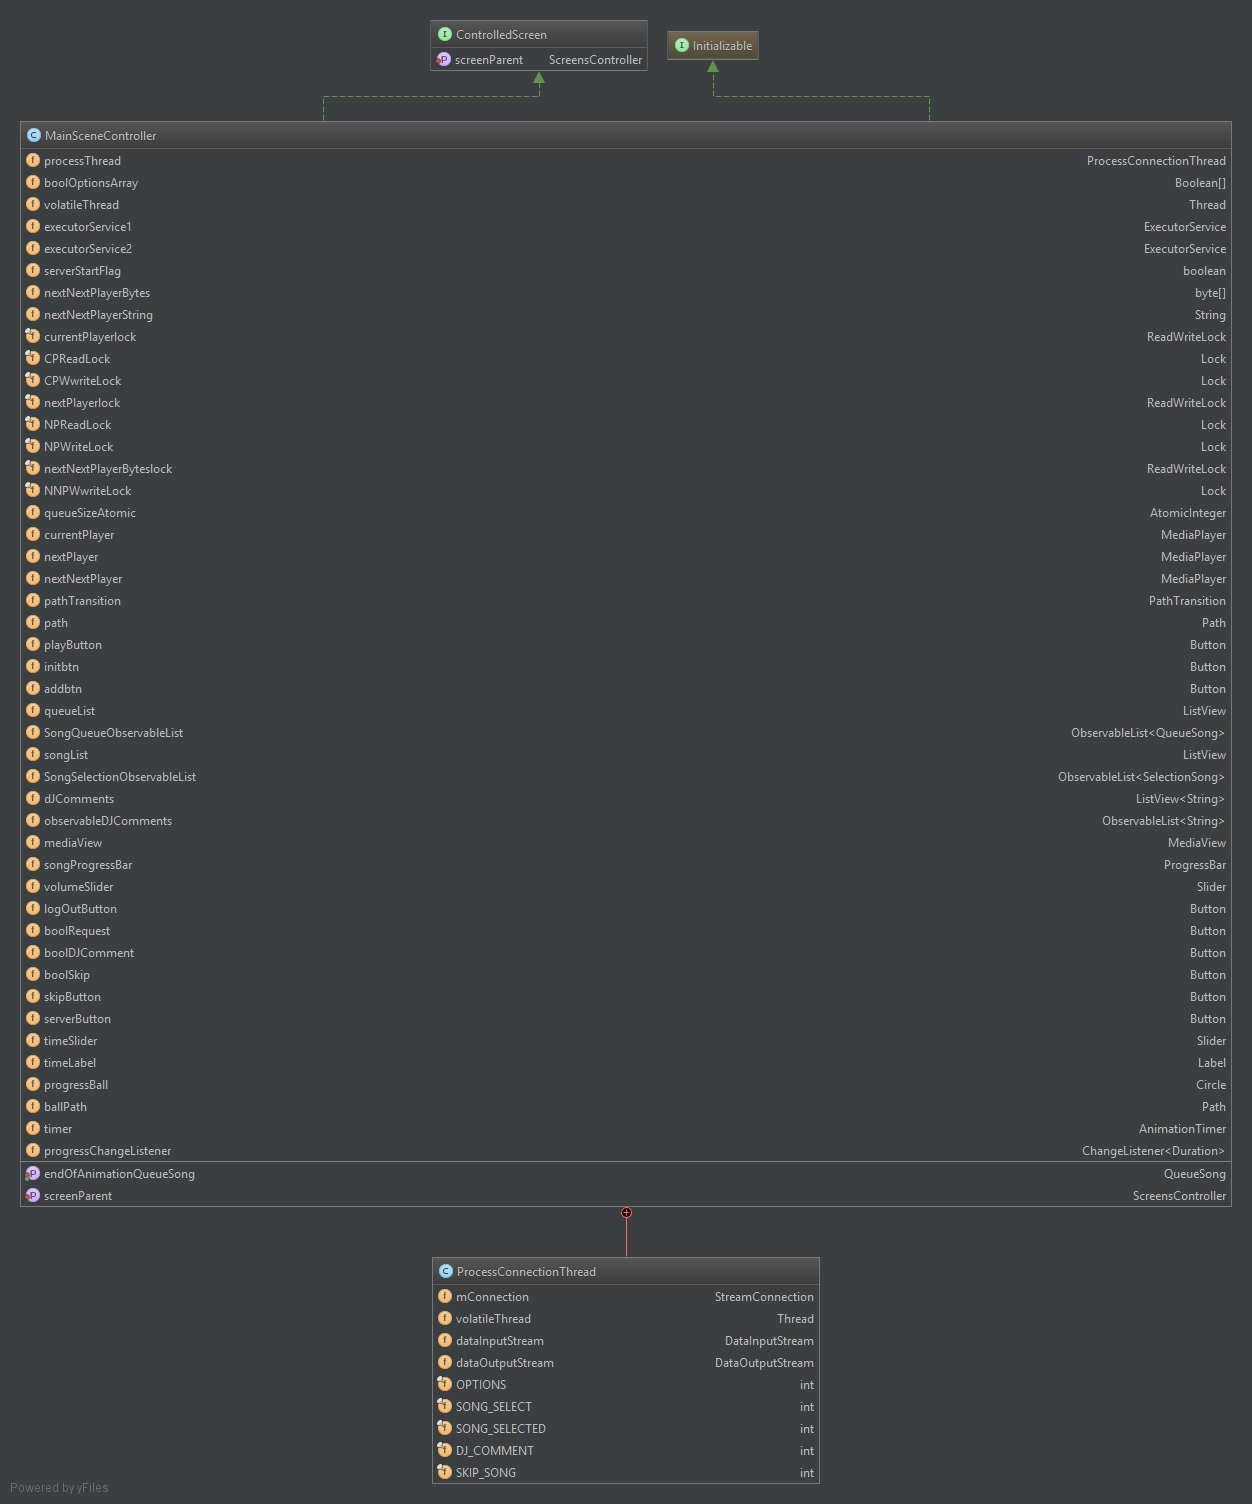 ControlledScreen
screenParent ScreensController
Initializable
MainSceneController
processThread ProcessConnectionThread
boolOptionsArray Boolean[]
volatileThread Thread
executorService1 ExecutorService
executorService2 ExecutorService
serverStartFlag boolean
nextNextPlayerBytes byte[]
nextNextPlayerString String
currentPlayerlock ReadWriteLock
CPReadLock Lock
CPWwriteLock Lock
nextPlayerlock ReadWriteLock
NPReadLock Lock
NPWriteLock Lock
nextNextPlayerByteslock ReadWriteLock
NNPWwriteLock Lock
queueSizeAtomic AtomicInteger
currentPlayer MediaPlayer
nextPlayer MediaPlayer
nextNextPlayer MediaPlayer
pathTransition PathTransition
path Path
playButton Button
initbtn Button
addbtn Button
queueList ListView
SongQueueObservableList ObservableList<QueueSong>
songList ListView
SongSelectionObservableList ObservableList<SelectionSong>
dJComments ListView<String>
observableDJComments ObservableList<String>
mediaView MediaView
songProgressBar ProgressBar
volumeSlider Slider
logOutButton Button
boolRequest Button
boolDJComment Button
boolSkip Button
skipButton Button
serverButton Button
timeSlider Slider
timeLabel Label
progressBall Circle
ballPath Path
timer AnimationTimer
progressChangeListener ChangeListener<Duration>
endOfAnimationQueueSong QueueSong
screenParent ScreensController
ProcessConnectionThread
mConnection StreamConnection
volatileThread Thread
dataInputStream DataInputStream
dataOutputStream DataOutputStream
OPTIONS int
SONG_SELECT int
SONG_SELECTED int
DJ_COMMENT int
SKIP_SONG int
Powered by yFiles